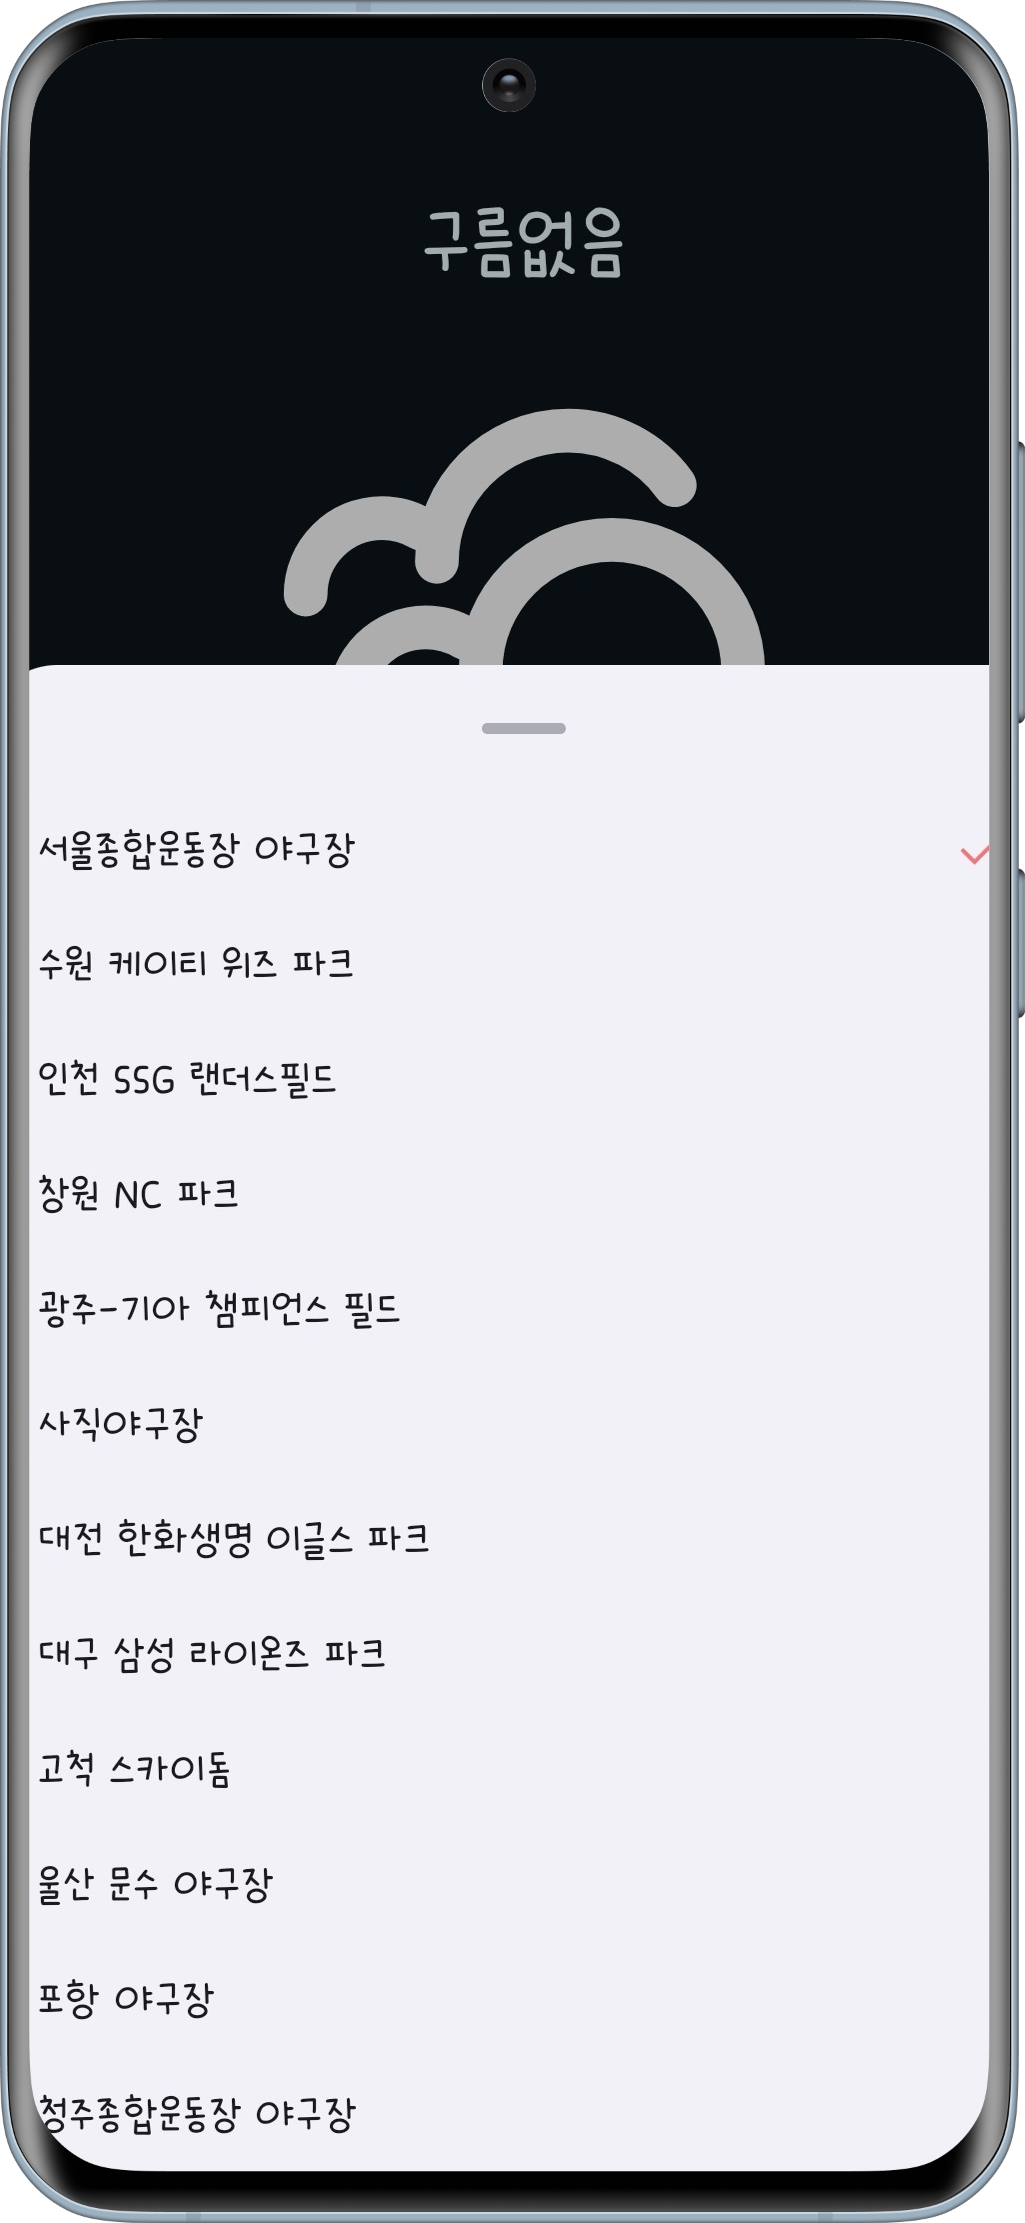 구름없음
서울종합운동장 야구장
수원 케이티 위즈 파크
인천 SSG 랜더스필드
창원 NC 파크
광주-기아 챔피언스 필드
사직야구장
대전 한화생명 이글스 파크
대구 삼성 라이온즈 파크
고척 스카이돔
울산 문수 야구장
포항 야구장
청주종합운동장 야구장